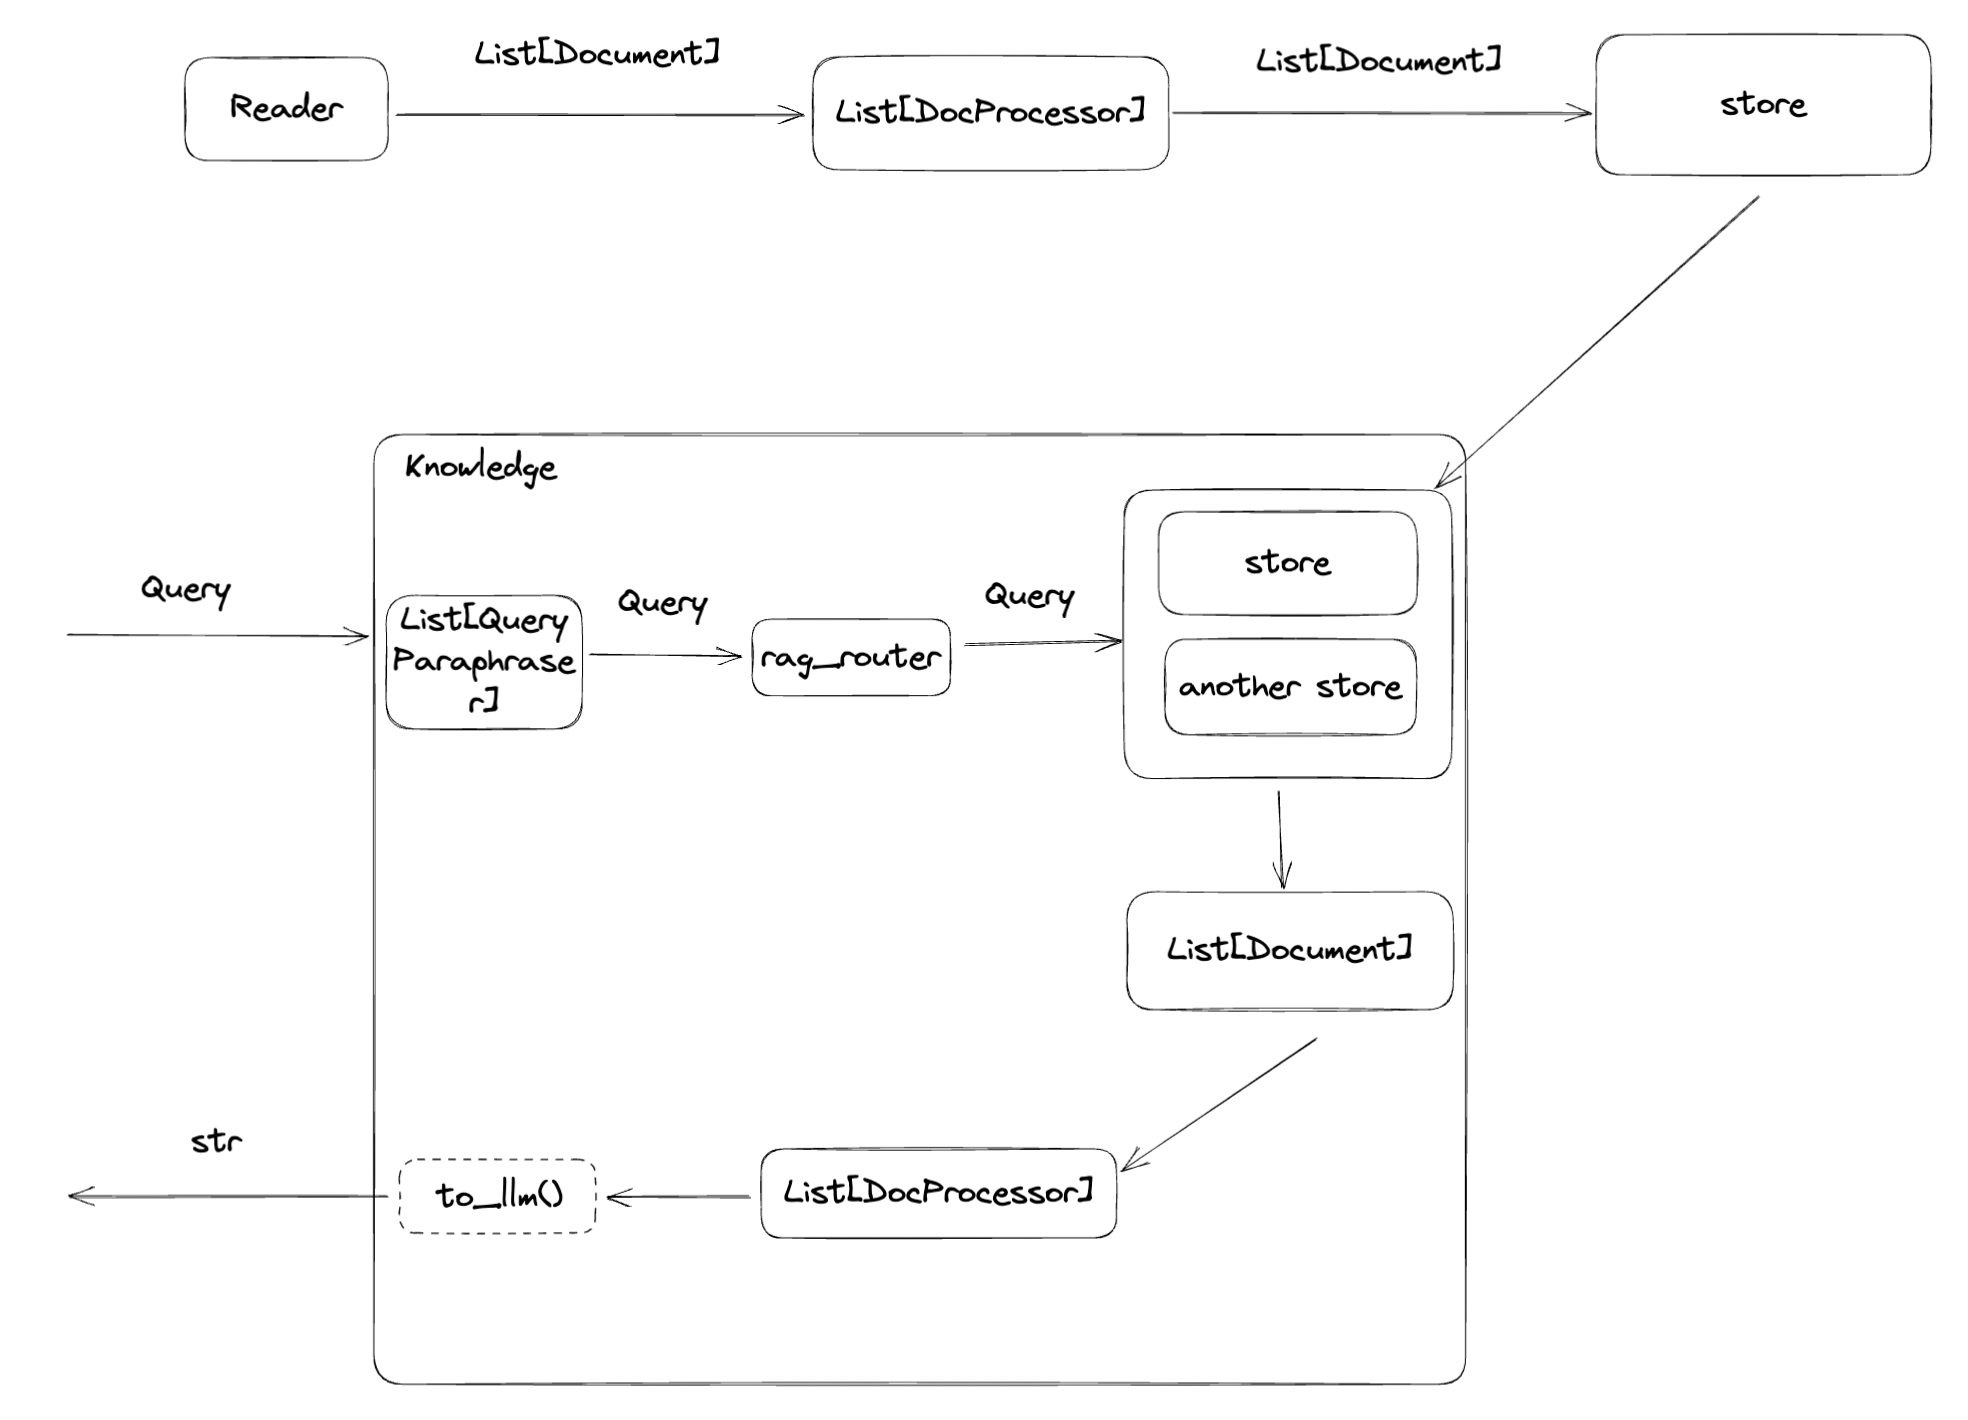 List[Document]
List[Document]
Reader
List[DocProcessor]
store
Knowledge
store
Query
Query
Query
List[Query
Paraphrase
r]
rag_router
another store
List[Document]
str
to_llm()
List[DocProcessor]